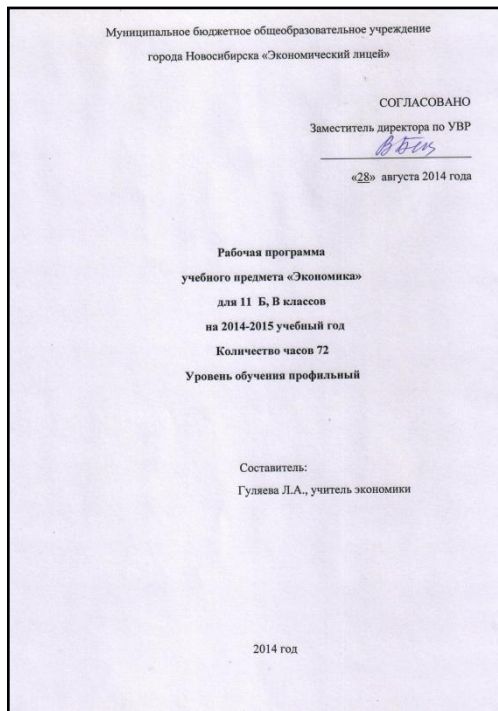 Муниципальное бюджетное общеобразовательное учреждение
города Новосибирска «Экономический лицей»
СОГЛАСОВАНО
Заместитель директора по УВР
«28» августа 2014 года
Рабочая программа
учебного предмета «Экономика»
для 11 Б, В классов
на 2014-2015 учебный год
Количество часов 72
Уровень обучения профильный
Составитель:
Гуляева Л.А., учитель экономики
2014 год